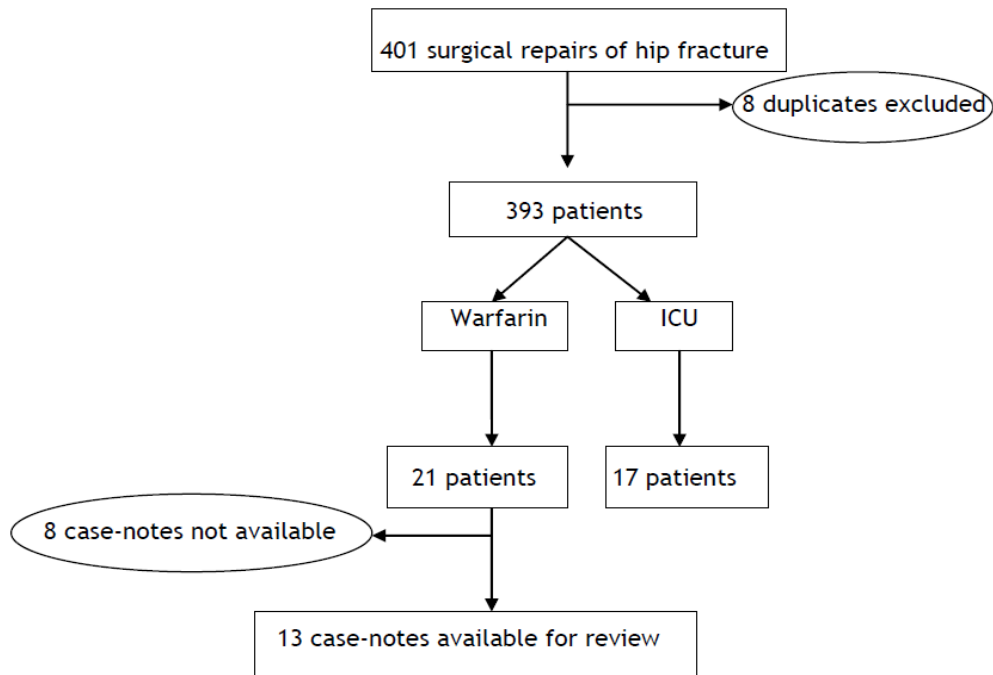 401 surgical repairs of hip fracture
8 duplicates excluded
393 patients
Warfarin
ICU
21 patients
17 patients
8 case-notes not available
13 case-notes available for review